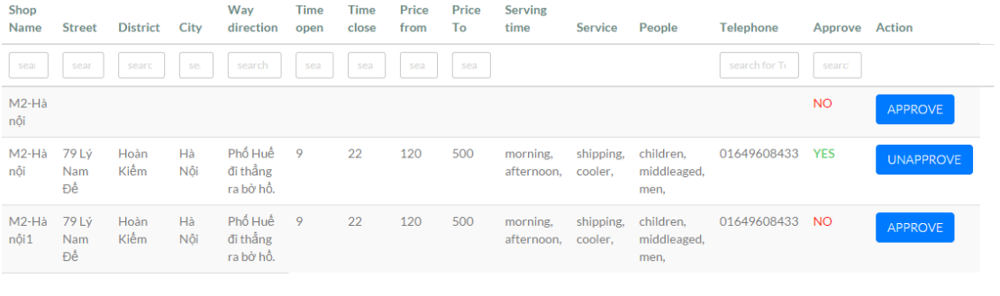 Shop Name Street District City Way direction Time open Time close Price from Price To Serving time Service People Telephone Approve Action
sear sear searc se search sea sea sea sea search for Te searc
M2-Hà nội NO APPROVE
M2-Hà nội 79 Lý Nam Đế Hoàn Kiếm Hà Nội Phố Huế đi thẳng ra bờ hồ. 9 22 120 500 morning, afternoon, shipping, cooler, children, middleaged, men, 01649608433 YES UNAPPROVE
M2-Hà nội1 79 Lý Nam Đế Hoàn Kiếm Hà Nội Phố Huế đi thẳng ra bờ hồ. 9 22 120 500 morning, afternoon, shipping, cooler, children, middleaged, men, 01649608433 NO APPROVE